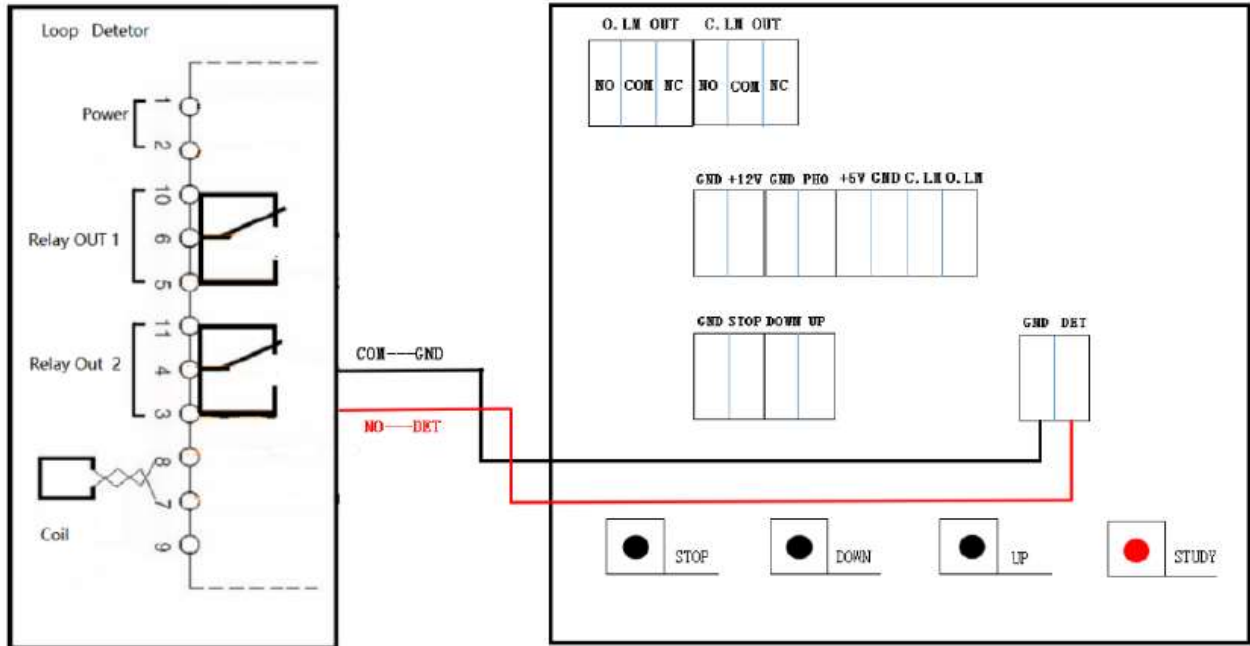 Loop Detetor
Power
1
2
Relay OUT 1
10
6
5
Relay Out 2
11
4
3
8
7
9
Coil
COM---GND
NO---DET
O. LM OUT C. LM OUT
NO COM NC NO COM NC
GND +12V GND PHO +5V GND C. LM O. LM
GND STOP DOWN UP
GND DET
STOP
DOWN
UP
STUDY